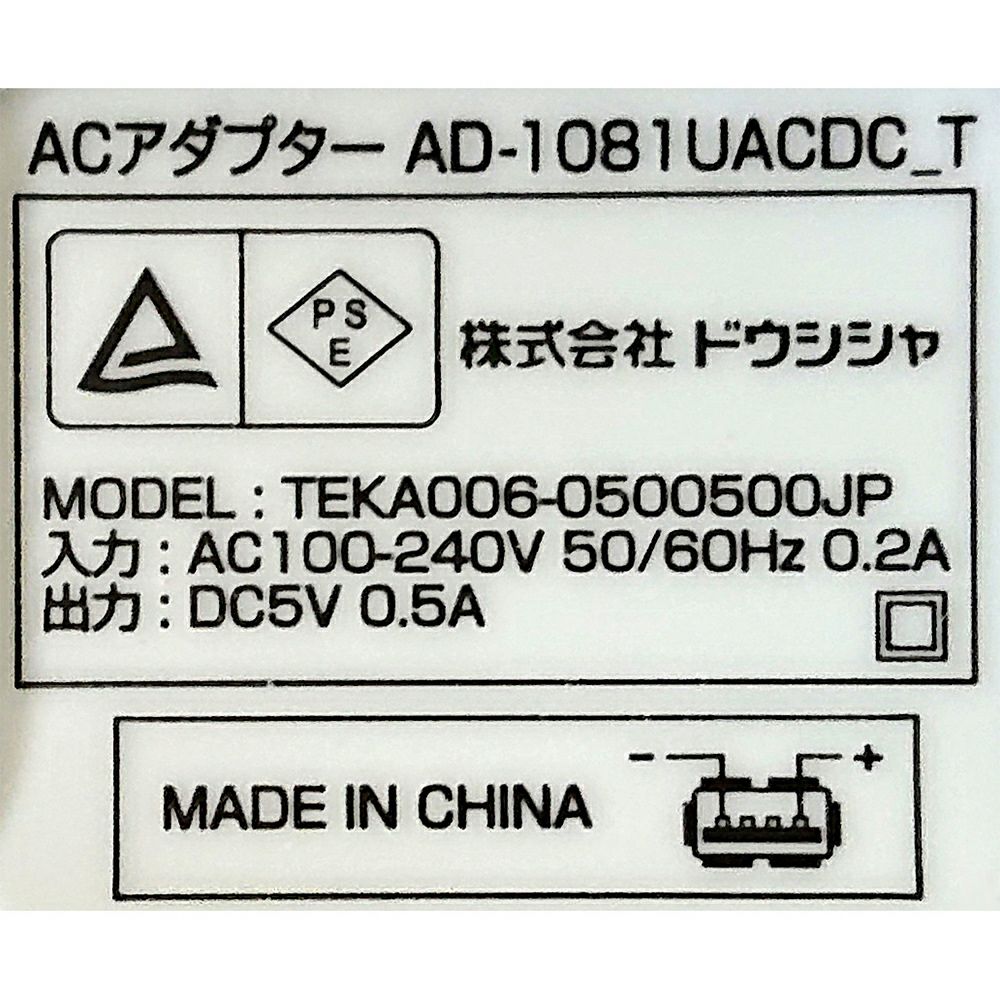 ACアダプター AD-1081UACDC_T
PS
E
株式会社 ドウシシャ
MODEL : TEKA006-0500500JP
入力 : AC100-240V 50/60Hz 0.2A
出力 : DC5V 0.5A
MADE IN CHINA
- +